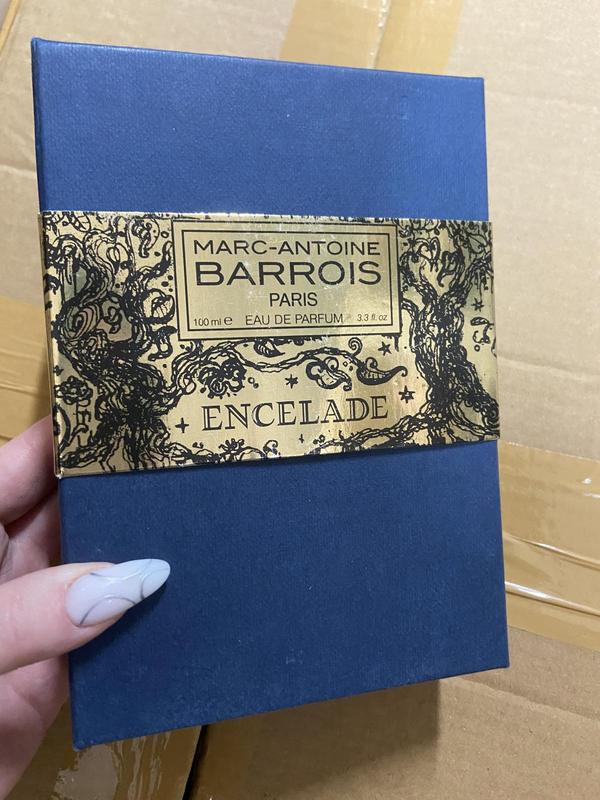 MARC-ANTOINE
BARROIS
PARIS
100 ml e EAU DE PARFUM 3.3 fl. oz
ENCELADE